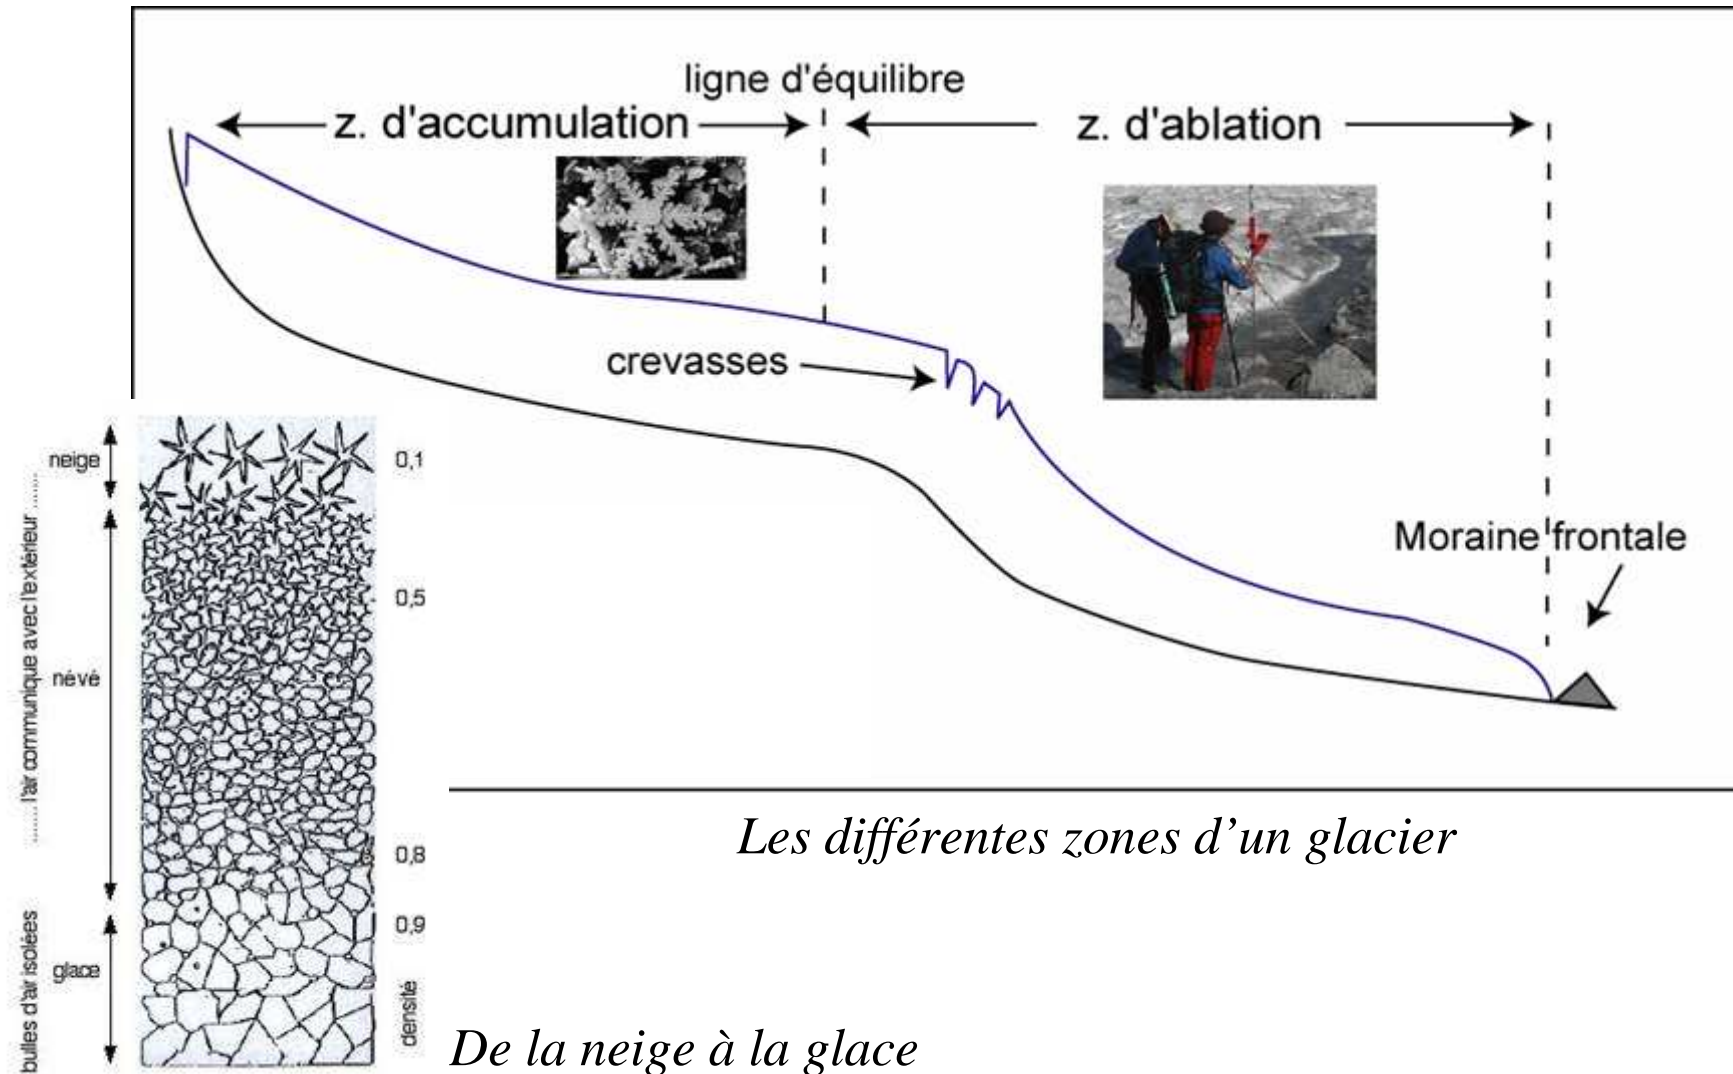 ligne d'équilibre
z. d'accumulation
z. d'ablation
crevasses
Moraine frontale
neige
0,1
....... l'air communique avec l'extérieur .......
0,5
névé
0,8
0,9
bulles d'air isolées
glace
densité
Les différentes zones d’un glacier
De la neige à la glace